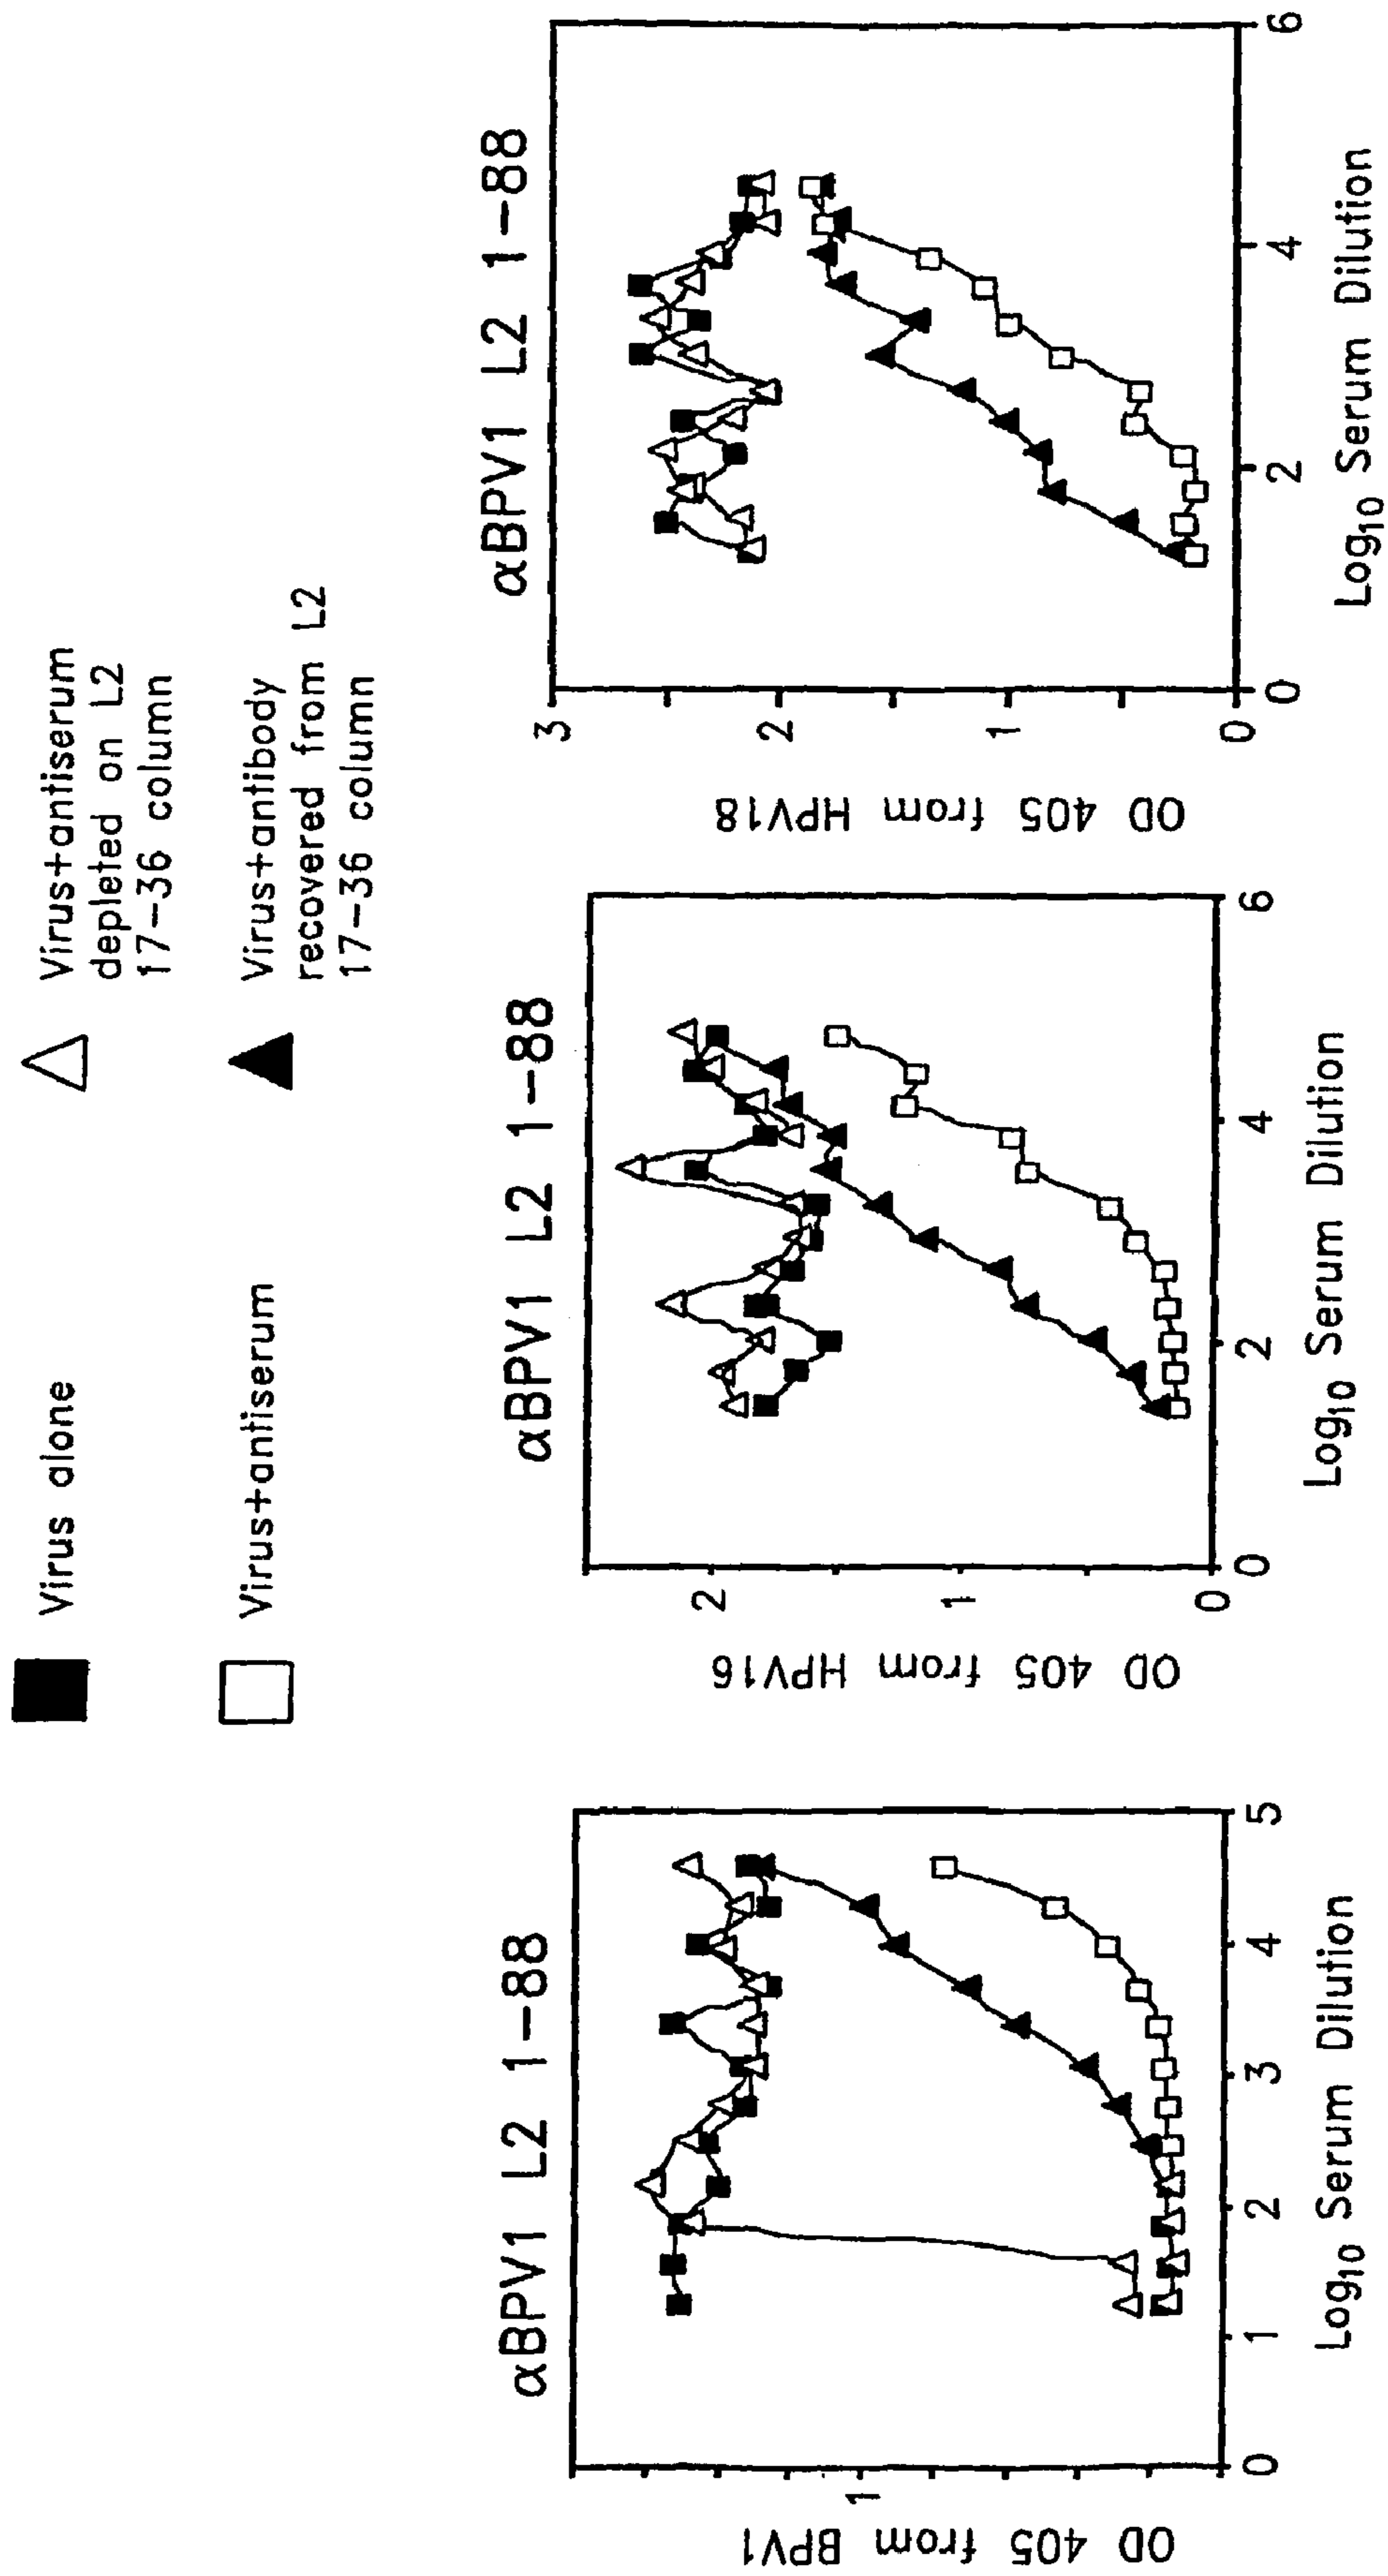 Virus alone
Virus+antiserum
Virus+antiserum
depleted on L2
17-36 column
Virus+antibody
recovered from L2
17-36 column
αBPV1 L2 1-88
OD 405 from BPV1
1
0
1
2
3
4
5
Log10 Serum Dilution
αBPV1 L2 1-88
OD 405 from HPV16
2
1
0
0
2
4
6
Log10 Serum Dilution
αBPV1 L2 1-88
OD 405 from HPV18
3
2
1
0
0
2
4
6
Log10 Serum Dilution